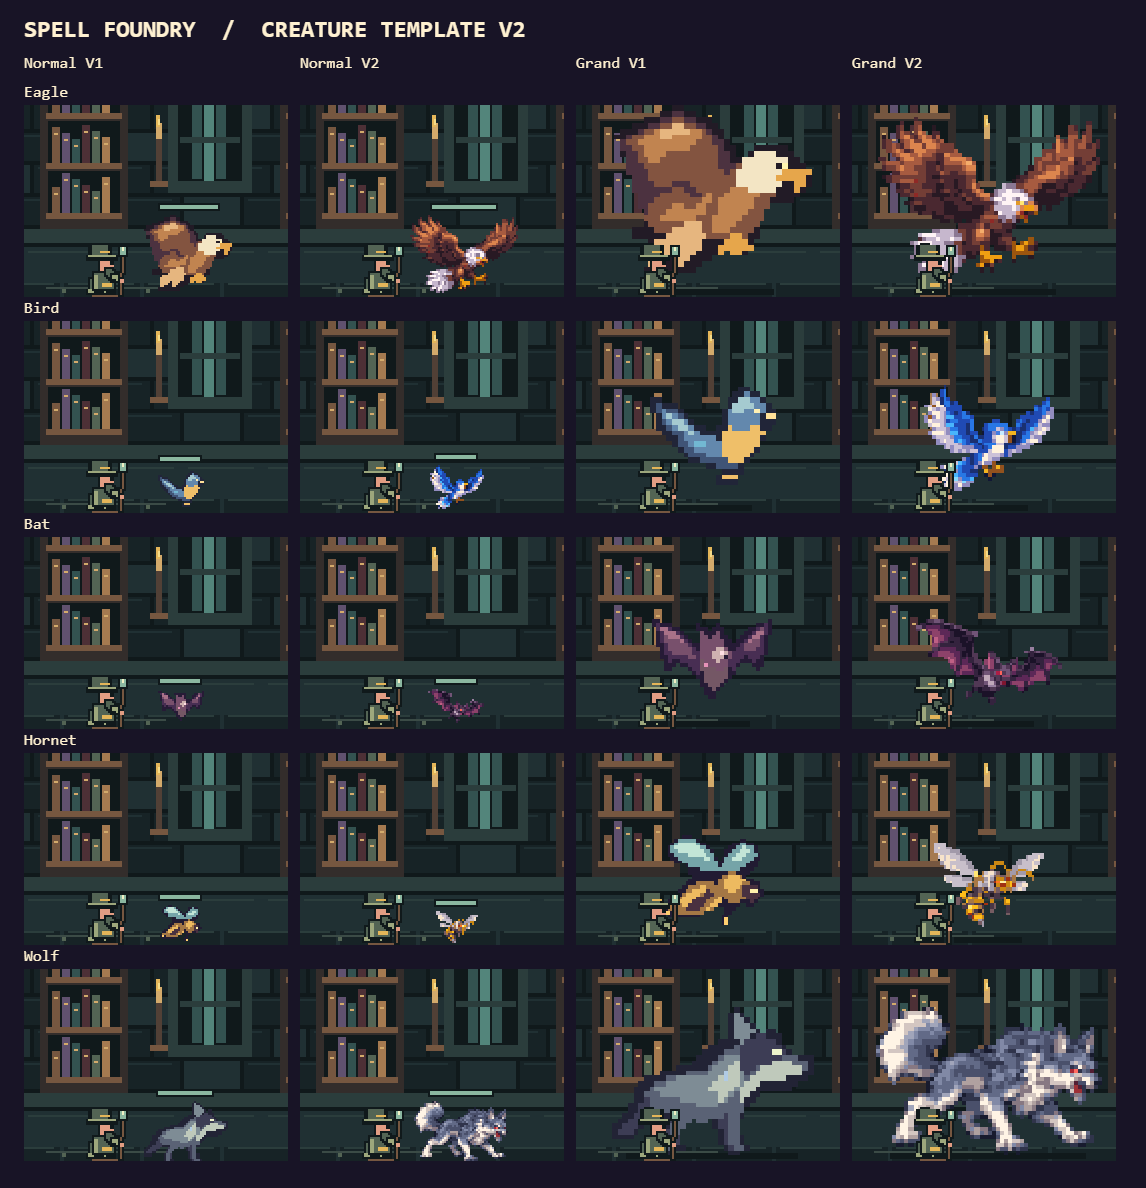 SPELL FOUNDRY / CREATURE TEMPLATE V2
Normal V1 Normal V2 Grand V1 Grand V2
Eagle
Bird
Bat
Hornet
Wolf